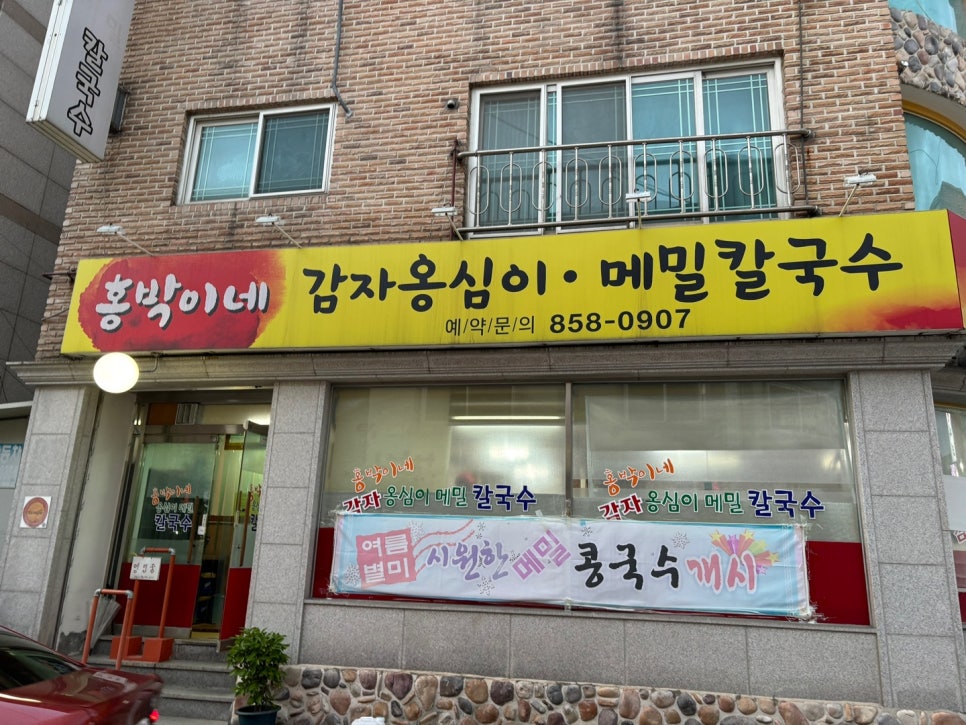 칼국수
홍박이네
감자옹심이·메밀칼국수
예/약/문/의 858-0907
홍박이네
감자옹심이 메밀 칼국수
홍박이네
감자옹심이 메밀 칼국수
홍박이네
칼국수
여름
별미
시원한 메밀 콩국수 개시
영업중